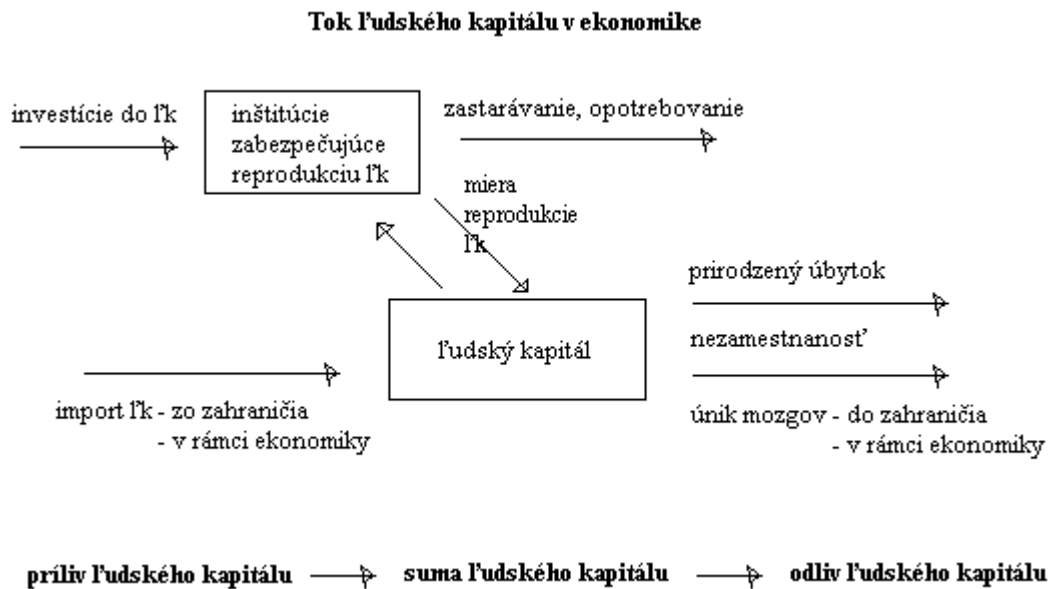 Tok ľudského kapitálu v ekonomike
investície do ľk
inštitúcie
zabezpečujúce
reprodukciu ľk
zastarávanie, opotrebovanie
miera
reprodukcie
ľk
prirodzený úbytok
ľudský kapitál
nezamestnanosť
import ľk - zo zahraničia
- v rámci ekonomiky
únik mozgov - do zahraničia
- v rámci ekonomiky
príliv ľudského kapitálu
suma ľudského kapitálu
odliv ľudského kapitálu